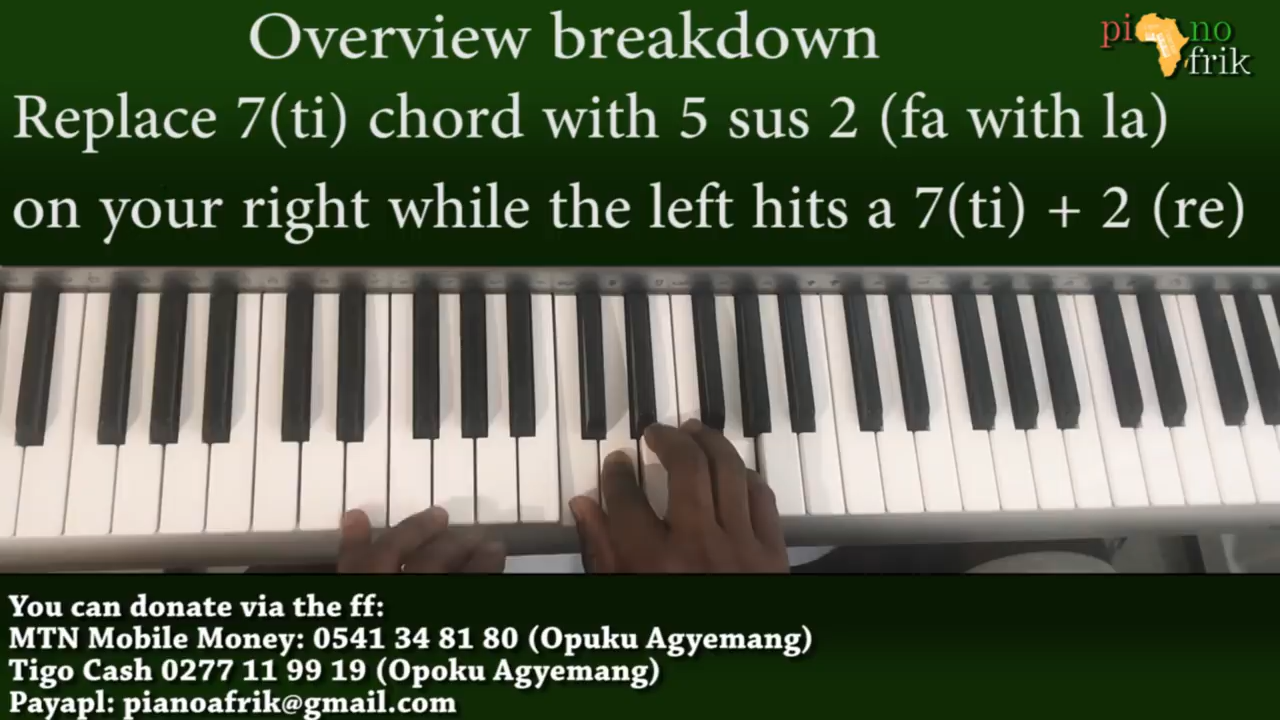 Overview breakdown
piano
frik
Replace 7(ti) chord with 5 sus 2 (fa with la)
on your right while the left hits a 7(ti) + 2 (re)
You can donate via the ff:
MTN Mobile Money: 0541 34 81 80 (Opuku Agyemang)
Tigo Cash 0277 11 99 19 (Opoku Agyemang)
Payapl: pianoafrik@gmail.com